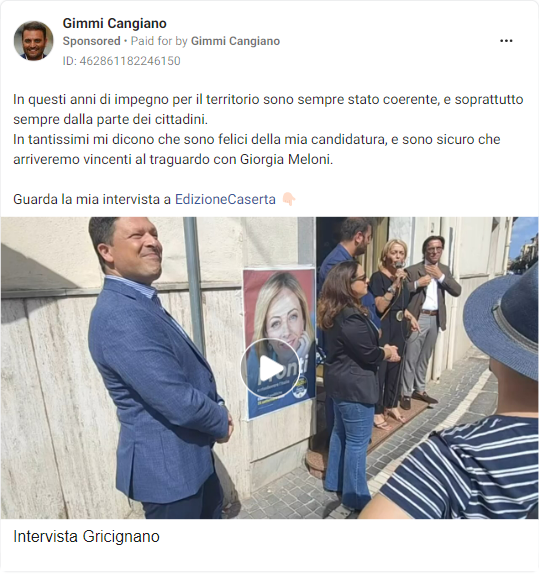 Gimmi Cangiano
Sponsored • Paid for by Gimmi Cangiano
ID: 462861182246150
In questi anni di impegno per il territorio sono sempre stato coerente, e soprattutto
sempre dalla parte dei cittadini.
In tantissimi mi dicono che sono felici della mia candidatura, e sono sicuro che
arriveremo vincenti al traguardo con Giorgia Meloni.
Guarda la mia intervista a EdizioneCaserta 👇🏻
Intervista Gricignano